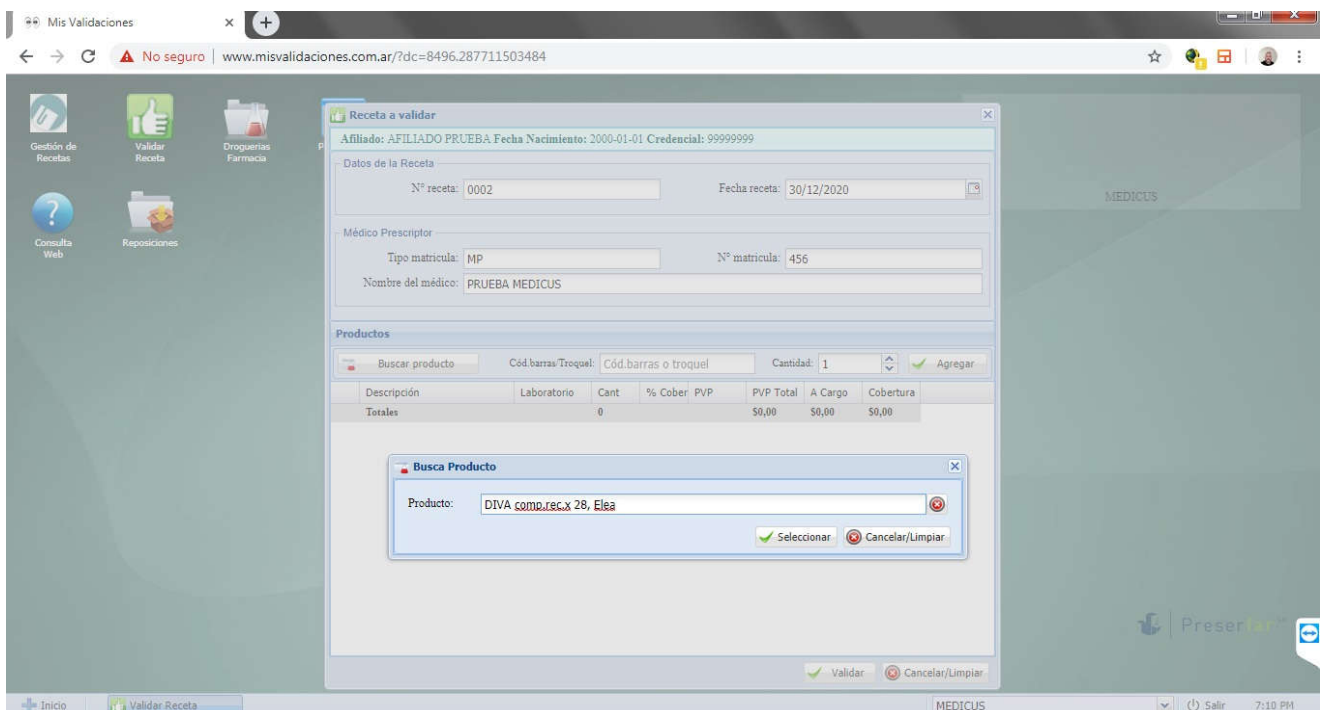 Mis Validaciones
No seguro | www.misvalidaciones.com.ar/?dc=8496.287711503484
Gestión de Recetas
Validar Receta
Droguerias Farmacia
P
Consulta Web
Reposiciones
MEDICUS
Receta a validar
Afiliado: AFILIADO PRUEBA Fecha Nacimiento: 2000-01-01 Credencial: 99999999
Datos de la Receta
N° receta: 0002 Fecha receta: 30/12/2020
Médico Prescriptor
Tipo matricula: MP N° matricula: 456
Nombre del médico: PRUEBA MEDICUS
Productos
Buscar producto Cód.barras/Troquel: Cód.barras o troquel Cantidad: 1 Agregar
Descripción Laboratorio Cant % Cober PVP PVP Total A Cargo Cobertura
Totales 0 $0,00 $0,00 $0,00
Busca Producto
Producto: DIVA comp.rec.x 28, Elea
Seleccionar Cancelar/Limpiar
Preserfar
Validar Cancelar/Limpiar
Inicio Validar Receta MEDICUS Salir 7:10 PM